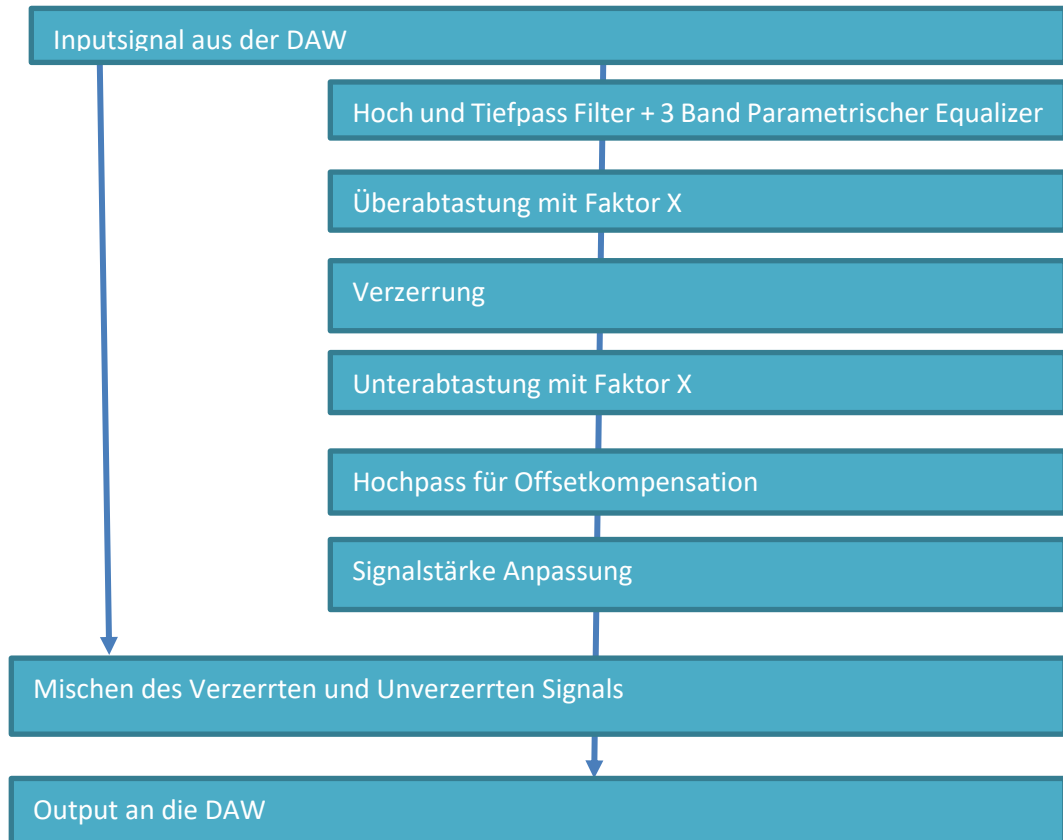 Inputsignal aus der DAW
Hoch und Tiefpass Filter + 3 Band Parametrischer Equalizer
Überabtastung mit Faktor X
Verzerrung
Unterabtastung mit Faktor X
Hochpass für Offsetkompensation
Signalstärke Anpassung
Mischen des Verzerrten und Unverzerrten Signals
Output an die DAW